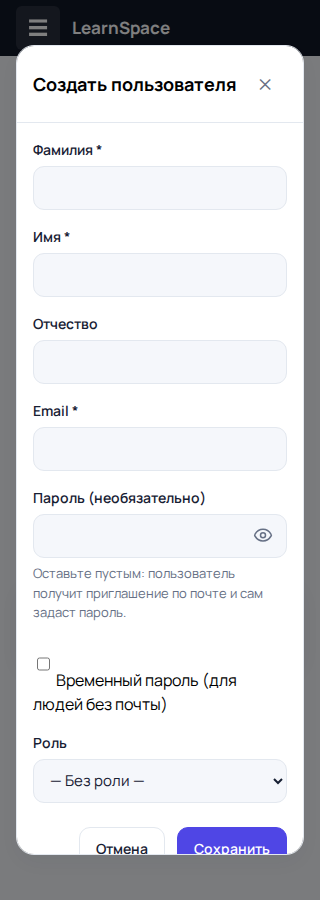 LearnSpace
Создать пользователя
Фамилия *
Имя *
Отчество
Email *
Пароль (необязательно)
Оставьте пустым: пользователь
получит приглашение по почте и сам
задаст пароль.
Временный пароль (для
людей без почты)
Роль
— Без роли —
Отмена Сохранить